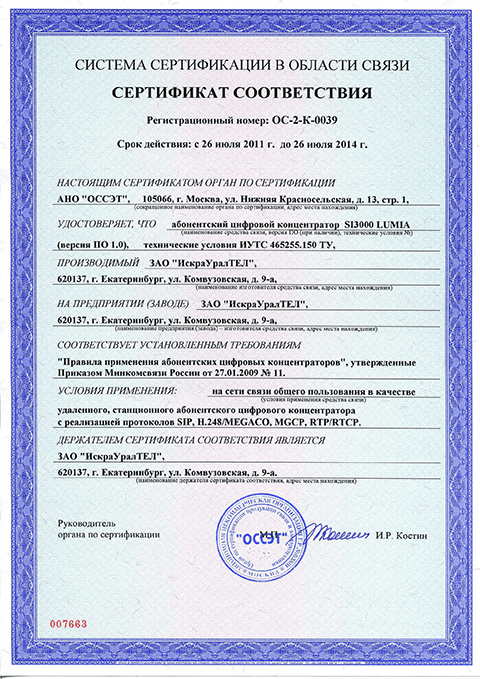 СИСТЕМА СЕРТИФИКАЦИИ В ОБЛАСТИ СВЯЗИ
СЕРТИФИКАТ СООТВЕТСТВИЯ
Регистрационный номер: ОС-2-К-0039
Срок действия: с 26 июля 2011 г. до 26 июля 2014 г.
НАСТОЯЩИМ СЕРТИФИКАТОМ ОРГАН ПО СЕРТИФИКАЦИИ
АНО "ОССЭТ", 105066, г. Москва, ул. Нижняя Красносельская, д. 13, стр. 1,
(сокращенное наименование органа по сертификации, адрес места нахождения)
УДОСТОВЕРЯЕТ, ЧТО абонентский цифровой концентратор SI3000 LUMIA
(наименование средства связи, версия ПО (при наличии), технические условия №)
(версия ПО 1.0), технические условия ИУТС 465255.150 ТУ,
ПРОИЗВОДИМЫЙ ЗАО "ИскраУралТЕЛ",
620137, г. Екатеринбург, ул. Комвузовская, д. 9-а,
(наименование изготовителя средства связи, адрес места нахождения)
НА ПРЕДПРИЯТИИ (ЗАВОДЕ) ЗАО "ИскраУралТЕЛ",
620137, г. Екатеринбург, ул. Комвузовская, д. 9-а,
(наименование предприятия (завода) – изготовителя средства связи, адрес места нахождения)
СООТВЕТСТВУЕТ УСТАНОВЛЕННЫМ ТРЕБОВАНИЯМ
"Правила применения абонентских цифровых концентраторов", утвержденные
Приказом Минкомсвязи России от 27.01.2009 № 11.
УСЛОВИЯ ПРИМЕНЕНИЯ: на сети связи общего пользования в качестве
(условия применения средства связи)
удаленного, станционного абонентского цифрового концентратора
с реализацией протоколов SIP, H.248/MEGACO, MGCP, RTP/RTCP.
ДЕРЖАТЕЛЕМ СЕРТИФИКАТА СООТВЕТСТВИЯ ЯВЛЯЕТСЯ
ЗАО "ИскраУралТЕЛ",
620137, г. Екатеринбург, ул. Комвузовская, д. 9-а.
(наименование держателя сертификата соответствия, адрес места нахождения)
Руководитель
органа по сертификации
М.П.
"ОССЭТ"
МОСКВА
И.Р. Костин
007663